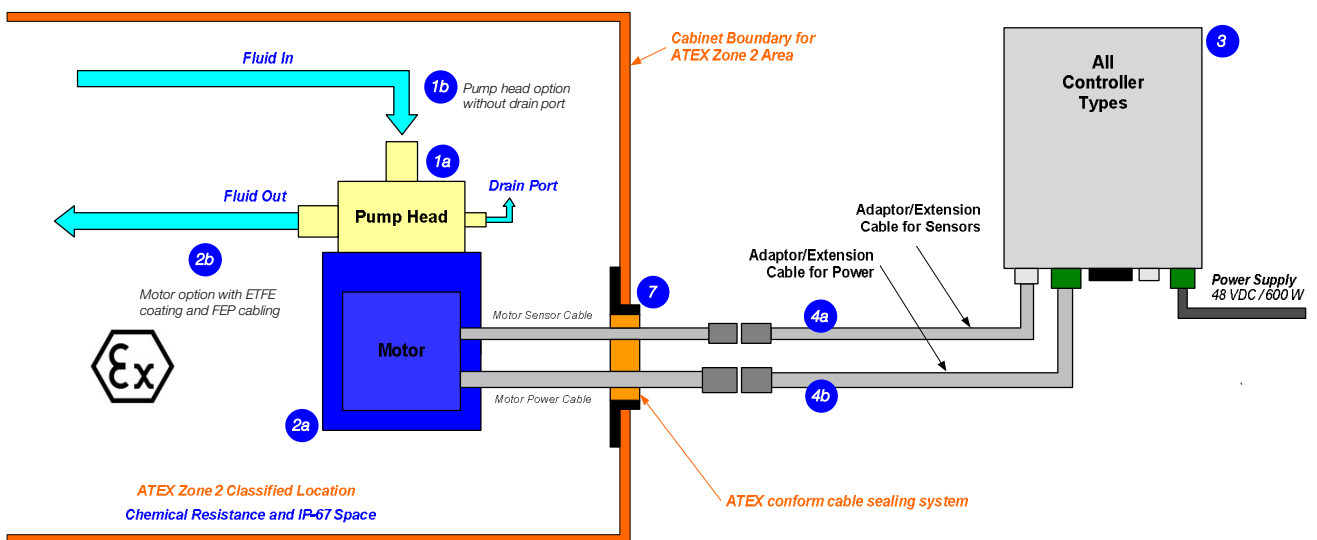 Fluid In
1b
Pump head option
without drain port
1a
Fluid Out
Drain Port
Pump Head
2b
Motor option with ETFE
coating and FEP cabling
Ex
Motor
2a
Motor Sensor Cable
Motor Power Cable
ATEX Zone 2 Classified Location
Chemical Resistance and IP-67 Space
Cabinet Boundary for
ATEX Zone 2 Area
7
ATEX conform cable sealing system
4a
4b
Adaptor/Extension
Cable for Sensors
Adaptor/Extension
Cable for Power
3
All
Controller
Types
Power Supply
48 VDC / 600 W